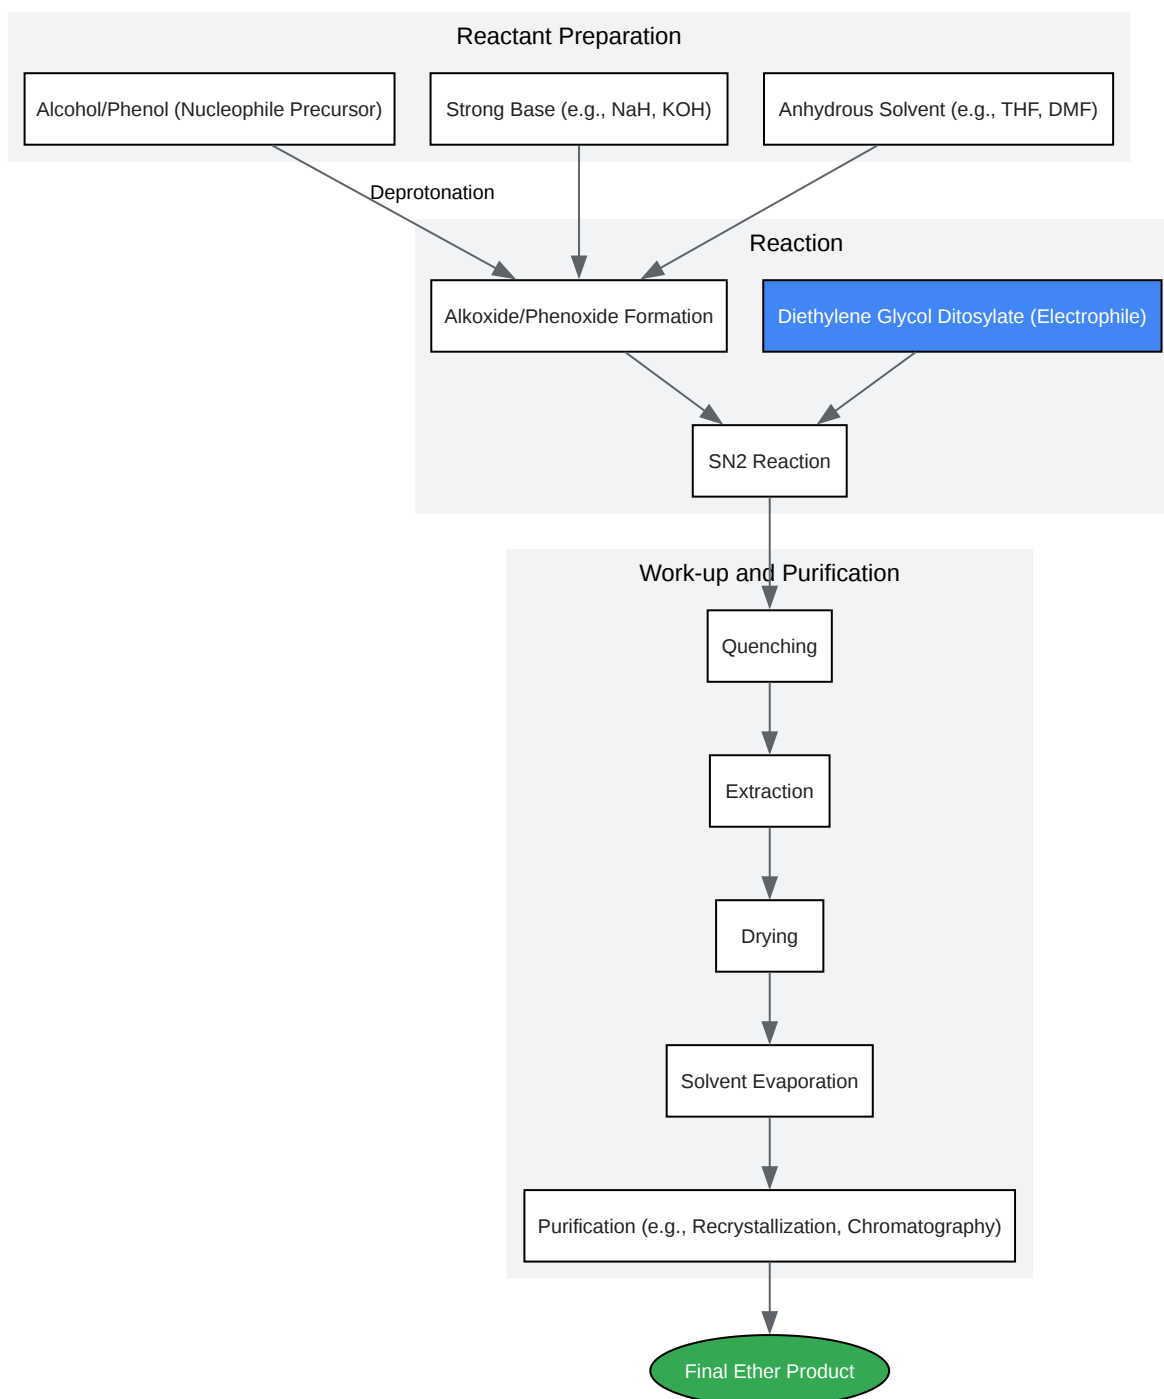 Reactant Preparation
Alcohol/Phenol (Nucleophile Precursor)
Strong Base (e.g., NaH, KOH)
Anhydrous Solvent (e.g., THF, DMF)
Deprotonation
Reaction
Alkoxide/Phenoxide Formation
Diethylene Glycol Ditosylate (Electrophile)
SN2 Reaction
Work-up and Purification
Quenching
Extraction
Drying
Solvent Evaporation
Purification (e.g., Recrystallization, Chromatography)
Final Ether Product